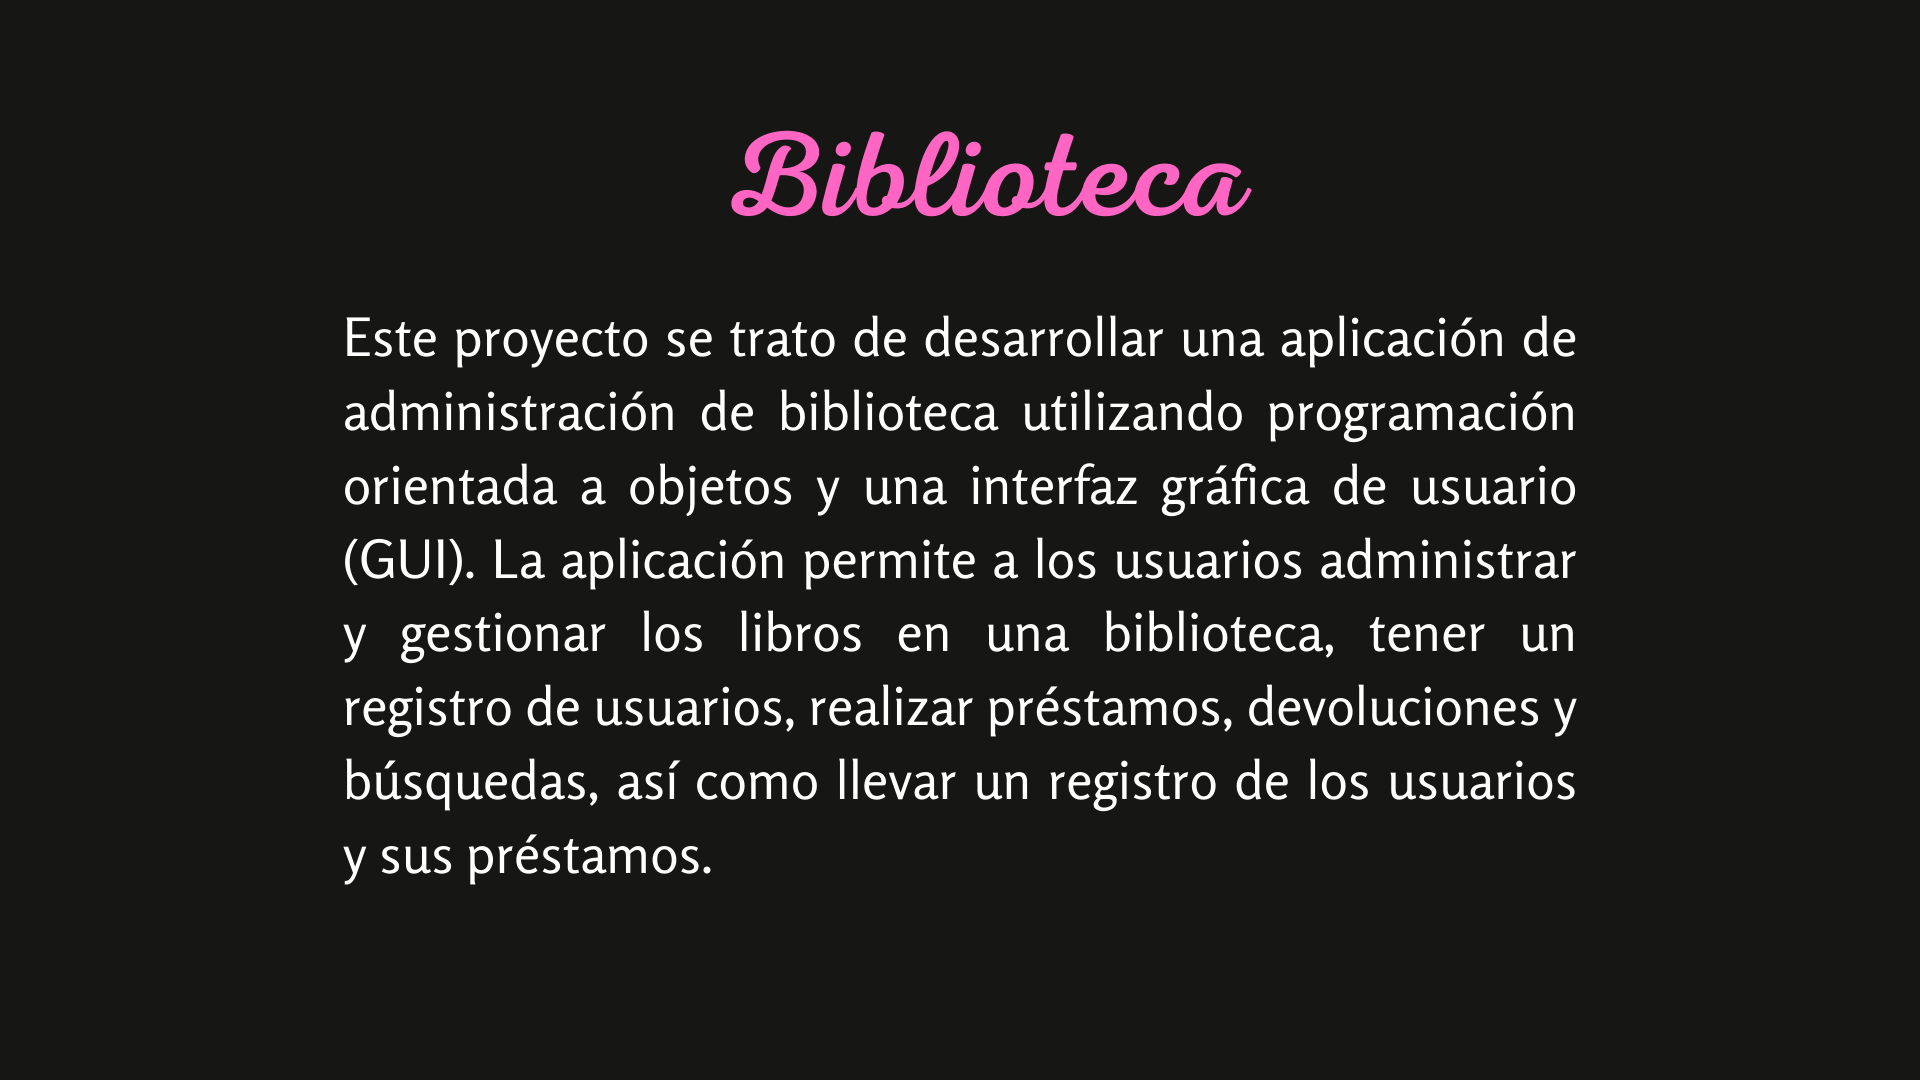 Biblioteca
Este proyecto se trato de desarrollar una aplicación de
administración de biblioteca utilizando programación
orientada a objetos y una interfaz gráfica de usuario
(GUI). La aplicación permite a los usuarios administrar
y gestionar los libros en una biblioteca, tener un
registro de usuarios, realizar préstamos, devoluciones y
búsquedas, así como llevar un registro de los usuarios
y sus préstamos.